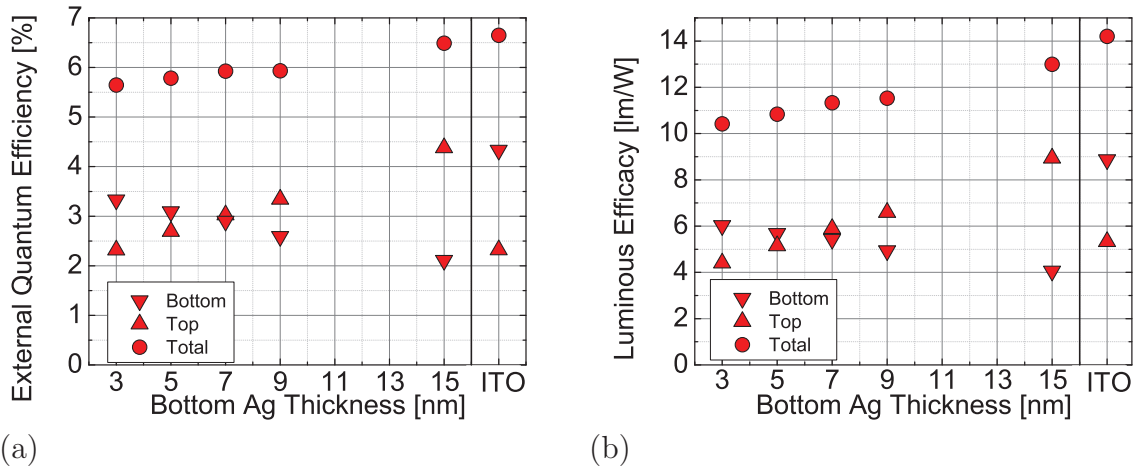 External Quantum Efficiency [%]
7
6
5
4
3
2
1
0
Bottom
Top
Total
3 5 7 9 11 13 15 ITO
Bottom Ag Thickness [nm]
(a)
Luminous Efficacy [lm/W]
14
12
10
8
6
4
2
0
Bottom
Top
Total
3 5 7 9 11 13 15 ITO
Bottom Ag Thickness [nm]
(b)